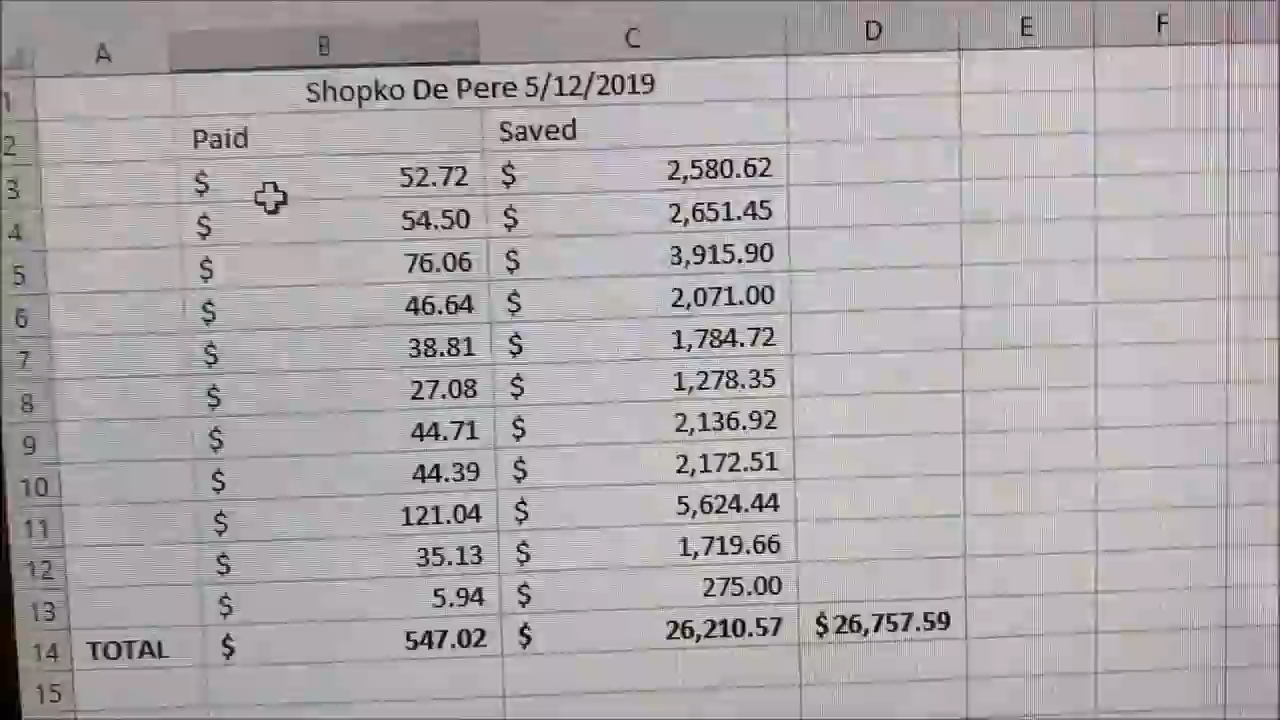 A B C D E F
1 Shopko De Pere 5/12/2019
2 Paid Saved
3 $ 52.72 $ 2,580.62
4 $ 54.50 $ 2,651.45
5 $ 76.06 $ 3,915.90
6 $ 46.64 $ 2,071.00
7 $ 38.81 $ 1,784.72
8 $ 27.08 $ 1,278.35
9 $ 44.71 $ 2,136.92
10 $ 44.39 $ 2,172.51
11 $ 121.04 $ 5,624.44
12 $ 35.13 $ 1,719.66
13 $ 5.94 $ 275.00
14 TOTAL $ 547.02 $ 26,210.57 $ 26,757.59
15